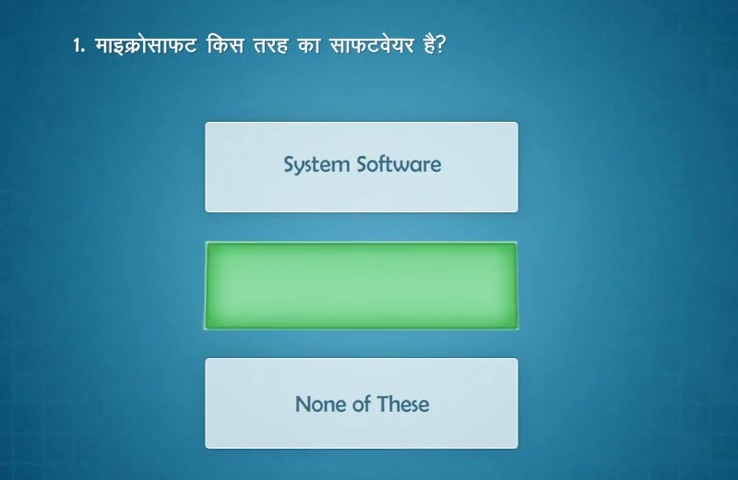 1. माइक्रोसाफट किस तरह का साफटवेयर है?
System Software
None of These